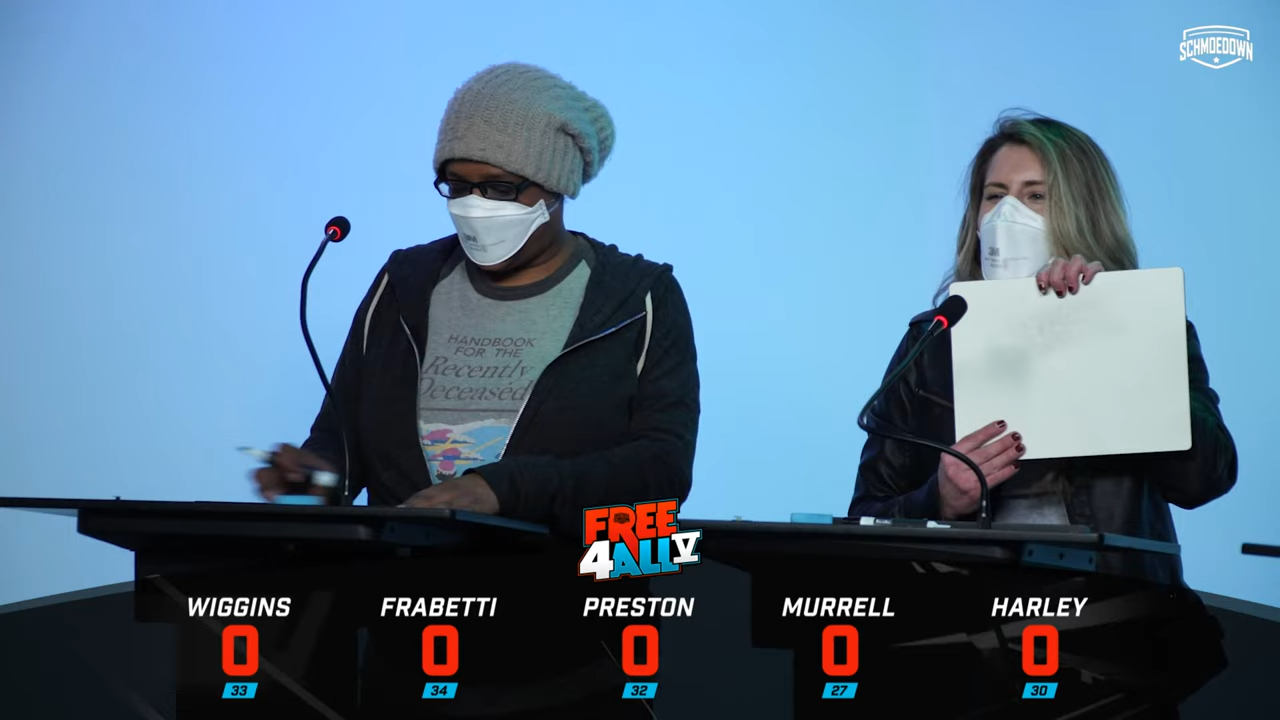 SCHMOEDOWN
HANDBOOK
FOR THE
Recently
Deceased
3M
3M
FREE
4ALL V
WIGGINS FRABETTI PRESTON MURRELL HARLEY
0 0 0 0 0
33 34 32 27 30